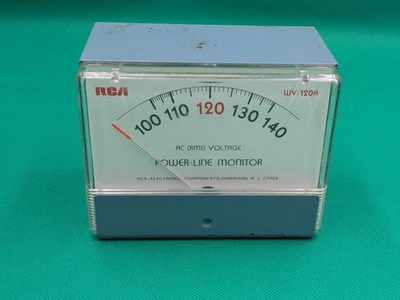 RCA WV-120A
100 110 120 130 140
AC (RMS) VOLTAGE
POWER-LINE MONITOR
RCA/ELECTRONIC COMPONENTS/HARRISON, N. J. 07029